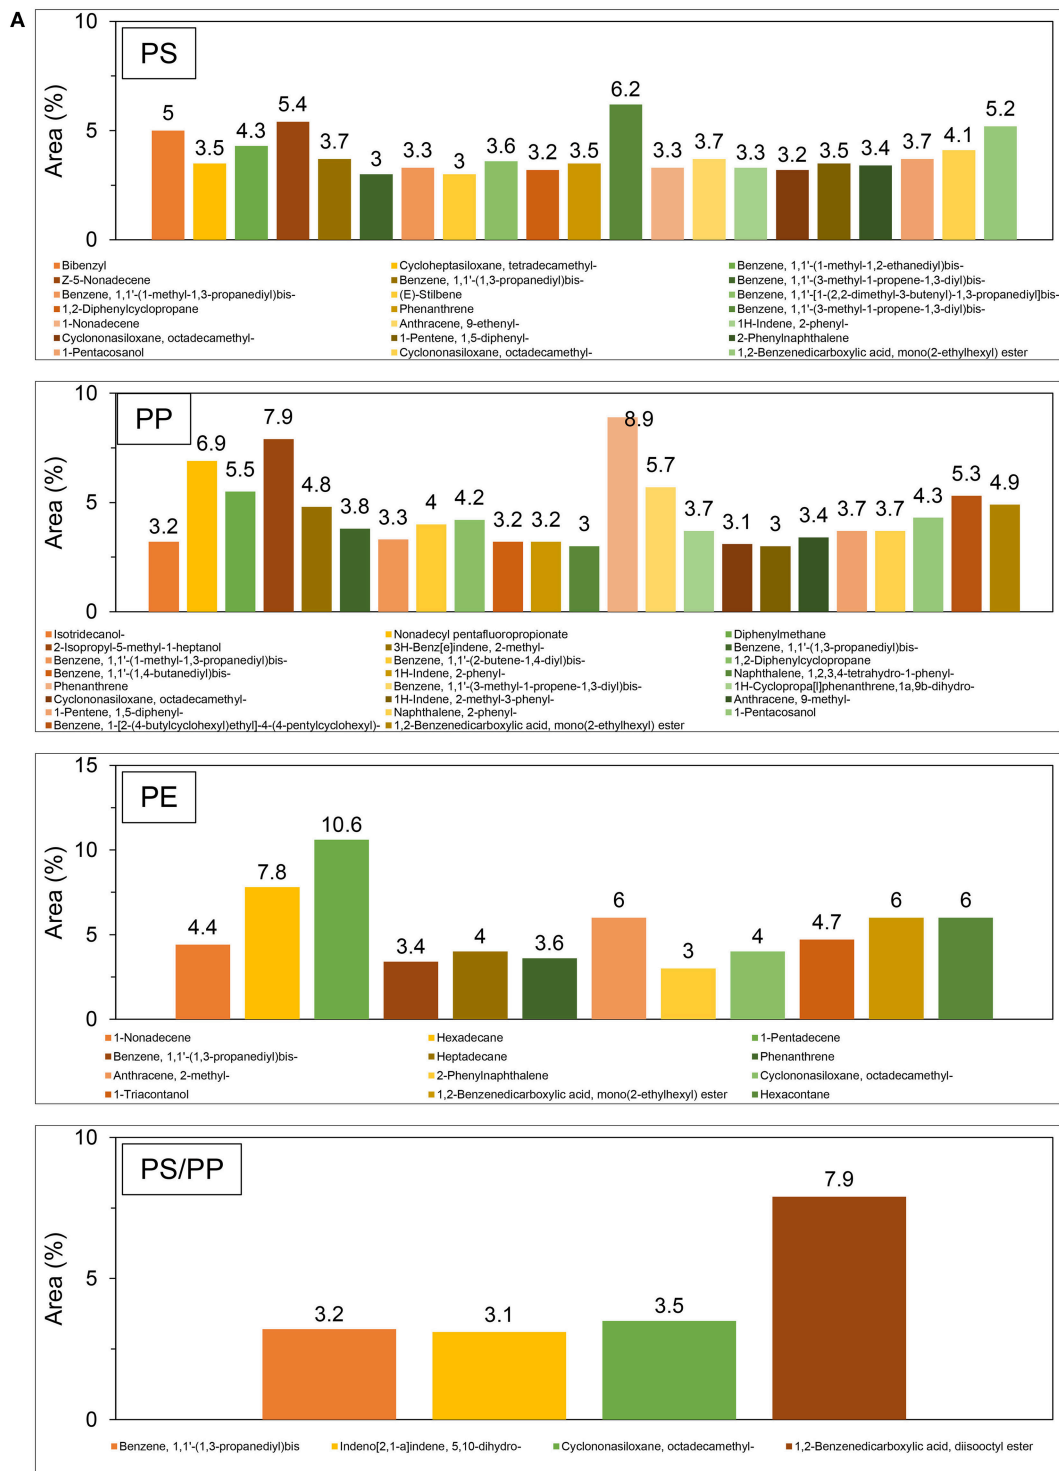 A
PS
Area (%)
10
5
0
5 3.5 4.3 5.4 3.7 3 3.3 3 3.6 3.2 3.5 6.2 3.3 3.7 3.3 3.2 3.5 3.4 3.7 4.1 5.2
Bibenzyl Cycloheptasiloxane, tetradecamethyl- Benzene, 1,1'-(1-methyl-1,2-ethanediyl)bis-
Z-5-Nonadecene Benzene, 1,1'-(1,3-propanediyl)bis- Benzene, 1,1'-(3-methyl-1-propene-1,3-diyl)bis-
Benzene, 1,1'-(1-methyl-1,3-propanediyl)bis- (E)-Stilbene Benzene, 1,1'-[1-(2,2-dimethyl-3-butenyl)-1,3-propanediyl]bis-
1,2-Diphenylcyclopropane Phenanthrene Benzene, 1,1'-(3-methyl-1-propene-1,3-diyl)bis-
1-Nonadecene Anthracene, 9-ethenyl- 1H-Indene, 2-phenyl-
Cyclononasiloxane, octadecamethyl- 1-Pentene, 1,5-diphenyl- 2-Phenylnaphthalene
1-Pentacosanol Cyclononasiloxane, octadecamethyl- 1,2-Benzenedicarboxylic acid, mono(2-ethylhexyl) ester
PP
Area (%)
10
5
0
3.2 6.9 5.5 7.9 4.8 3.8 3.3 4 4.2 3.2 3.2 3 8.9 5.7 3.7 3.1 3 3.4 3.7 3.7 4.3 5.3 4.9
Isotridecanol- Nonadecyl pentafluoropropionate Diphenylmethane
2-Isopropyl-5-methyl-1-heptanol 3H-Benz[e]indene, 2-methyl- Benzene, 1,1'-(1,3-propanediyl)bis-
Benzene, 1,1'-(1-methyl-1,3-propanediyl)bis- Benzene, 1,1'-(2-butene-1,4-diyl)bis- 1,2-Diphenylcyclopropane
Benzene, 1,1'-(1,4-butanediyl)bis- 1H-Indene, 2-phenyl- Naphthalene, 1,2,3,4-tetrahydro-1-phenyl-
Phenanthrene Benzene, 1,1'-(3-methyl-1-propene-1,3-diyl)bis- 1H-Cyclopropa[l]phenanthrene,1a,9b-dihydro-
Cyclononasiloxane, octadecamethyl- 1H-Indene, 2-methyl-3-phenyl- Anthracene, 9-methyl-
1-Pentene, 1,5-diphenyl- Naphthalene, 2-phenyl- 1-Pentacosanol
Benzene, 1-[2-(4-butylcyclohexyl)ethyl]-4-(4-pentylcyclohexyl)- 1,2-Benzenedicarboxylic acid, mono(2-ethylhexyl) ester
PE
Area (%)
15
10
5
0
4.4 7.8 10.6 3.4 4 3.6 6 3 4 4.7 6 6
1-Nonadecene Hexadecane 1-Pentadecene
Benzene, 1,1'-(1,3-propanediyl)bis- Heptadecane Phenanthrene
Anthracene, 2-methyl- 2-Phenylnaphthalene Cyclononasiloxane, octadecamethyl-
1-Triacontanol 1,2-Benzenedicarboxylic acid, mono(2-ethylhexyl) ester Hexacontane
PS/PP
Area (%)
10
5
0
3.2 3.1 3.5 7.9
Benzene, 1,1'-(1,3-propanediyl)bis Indeno[2,1-a]indene, 5,10-dihydro- Cyclononasiloxane, octadecamethyl- 1,2-Benzenedicarboxylic acid, diisooctyl ester